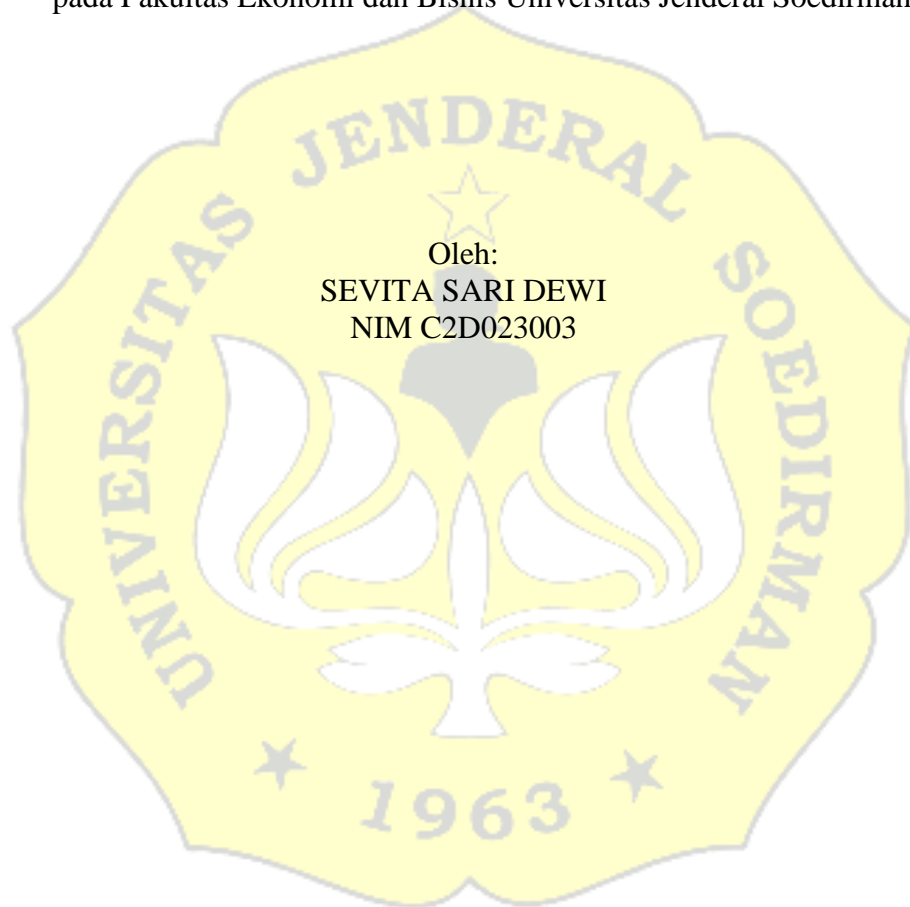 pada Fakultas Ekonomi dan Bisnis Universitas Jenderal Soedirman
UNIVERSITAS JENDERAL SOEDIRMAN
Oleh:
SEVITA SARI DEWI
NIM C2D023003
1963